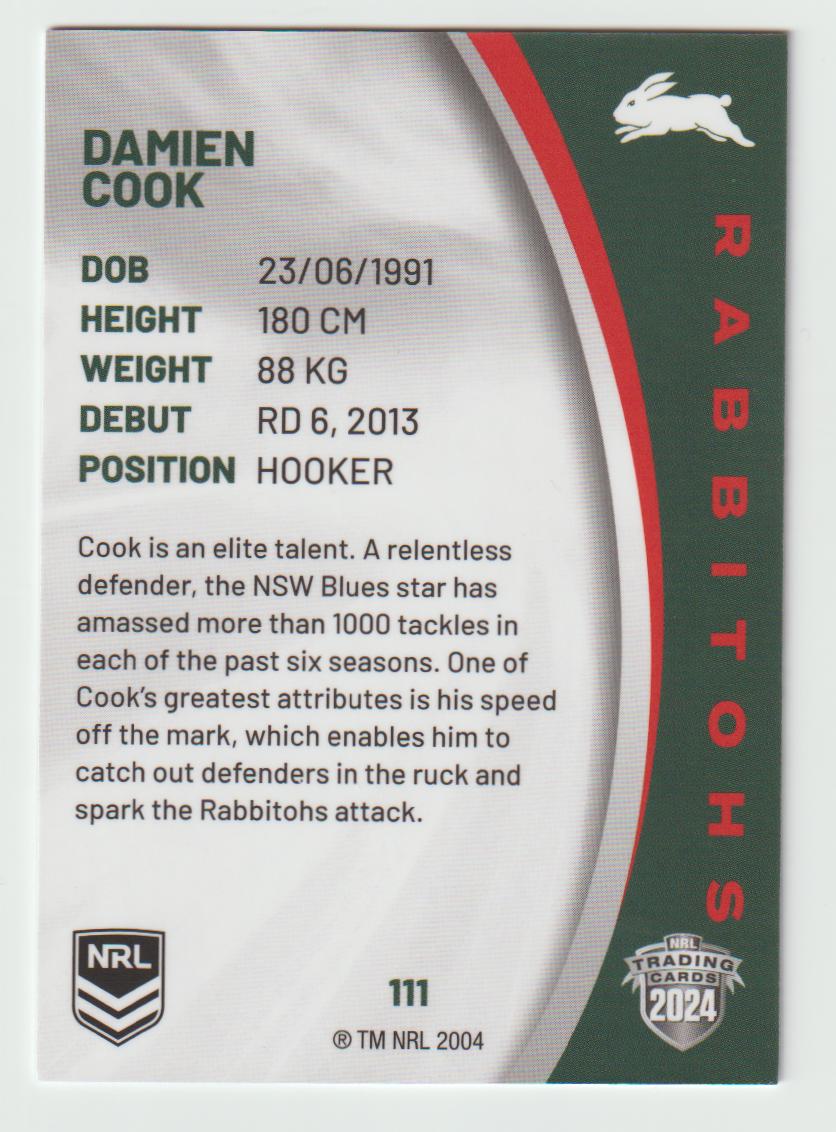 DAMIEN
COOK
DOB 23/06/1991
HEIGHT 180 CM
WEIGHT 88 KG
DEBUT RD 6, 2013
POSITION HOOKER
Cook is an elite talent. A relentless
defender, the NSW Blues star has
amassed more than 1000 tackles in
each of the past six seasons. One of
Cook's greatest attributes is his speed
off the mark, which enables him to
catch out defenders in the ruck and
spark the Rabbitohs attack.
RABBITOHS
NRL
111
® TM NRL 2004
NRL
TRADING
CARDS
2024